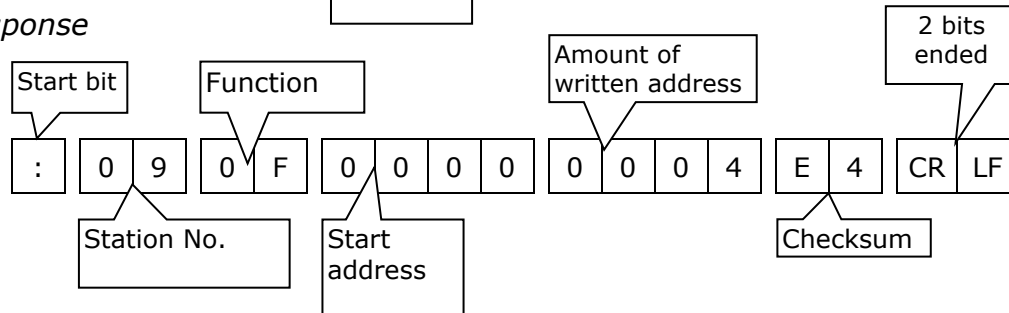 ponse
2 bits
ended
Amount of
written address
Start bit
Function
: 0 9 0 F 0 0 0 0 0 0 0 4 E 4 CR LF
Station No.
Start
address
Checksum